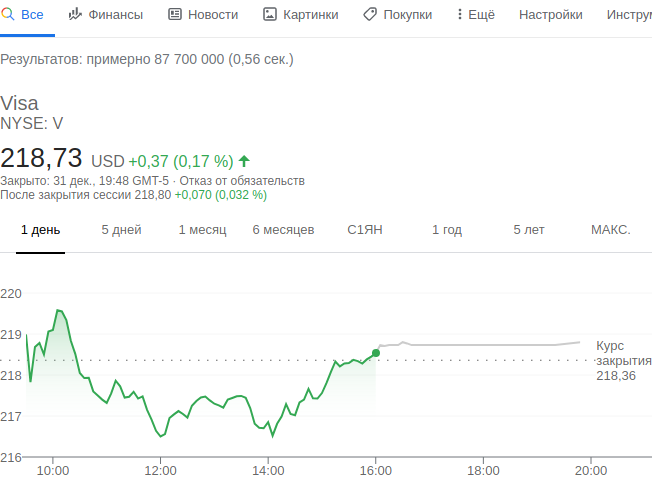 Все Финансы Новости Картинки Покупки Ещё Настройки
Результатов: примерно 87 700 000 (0,56 сек.)
Visa
NYSE: V
218,73 USD +0,37 (0,17 %)
Закрыто: 31 дек., 19:48 GMT-5 · Отказ от обязательств
После закрытия сессии 218,80 +0,070 (0,032 %)
1 день 5 дней 1 месяц 6 месяцев С1ЯН 1 год 5 лет МАКС.
220
219
Курс
закрытия
218,36
218
217
216
10:00 12:00 14:00 16:00 18:00 20:00